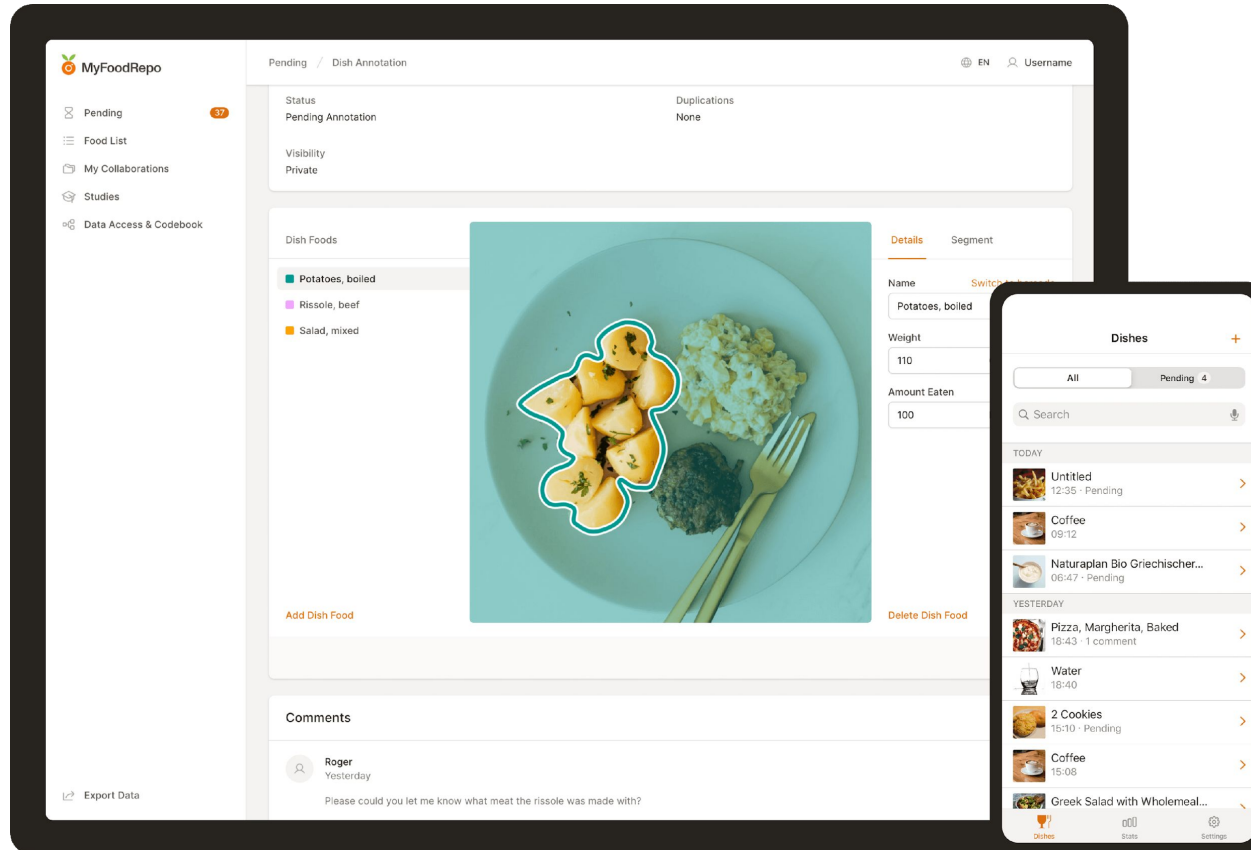 MyFoodRepo
Pending 37
Food List
My Collaborations
Studies
Data Access & Codebook
Export Data
Pending / Dish Annotation
EN Username
Status
Pending Annotation
Duplications
None
Visibility
Private
Dish Foods
Potatoes, boiled
Rissole, beef
Salad, mixed
Add Dish Food
Details Segment
Name
Potatoes, boiled
Weight
110
Amount Eaten
100
Delete Dish Food
Comments
Roger
Yesterday
Please could you let me know what meat the rissole was made with?
Dishes +
All Pending 4
Search
TODAY
Untitled
12:35 · Pending
Coffee
09:12
Naturaplan Bio Griechischer...
06:47 · Pending
YESTERDAY
Pizza, Margherita, Baked
18:43 · 1 comment
Water
18:40
2 Cookies
15:10 · Pending
Coffee
15:08
Greek Salad with Wholemeal...
Dishes Stats Settings